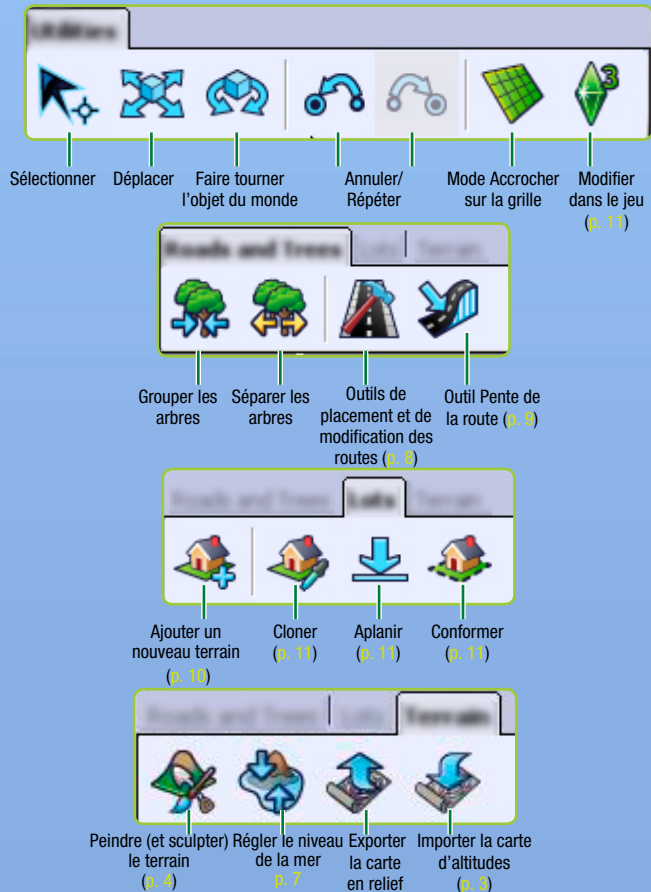 Utilities
Sélectionner Déplacer Faire tourner l'objet du monde Annuler/ Répéter Mode Accrocher sur la grille Modifier dans le jeu (p. 11)
Roads and Trees Lots Terrain
Grouper les arbres
Séparer les arbres
Outils de placement et de modification des routes (p. 8)
Outil Pente de la route (p. 9)
Roads and Trees Lots Terrain
Ajouter un nouveau terrain (p. 10)
Cloner (p. 11)
Aplanir (p. 11)
Conformer (p. 11)
Roads and Trees Lots Terrain
Peindre (et sculpter) le terrain (p. 4)
Régler le niveau de la mer p. 7
Exporter la carte en relief
Importer la carte d'altitudes (p. 3)